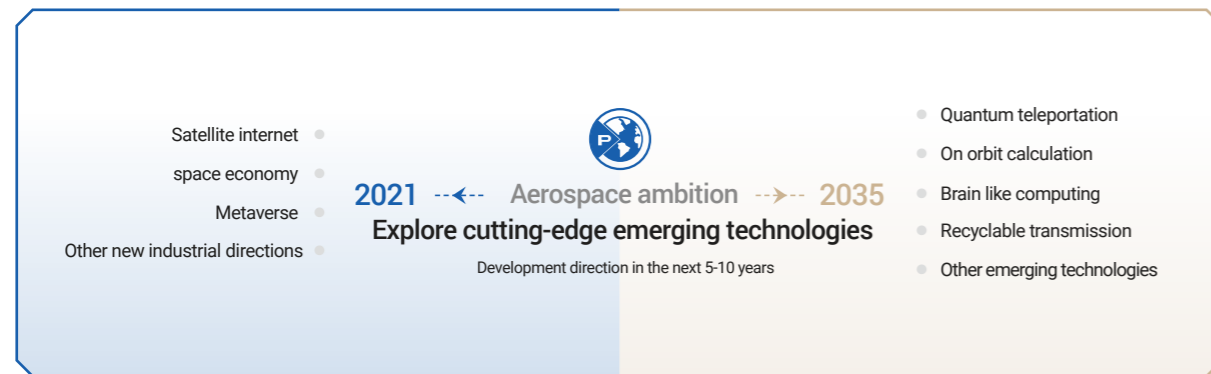 Satellite internet
space economy
Metaverse
Other new industrial directions
P
2021 Aerospace ambition 2035
Explore cutting-edge emerging technologies
Development direction in the next 5-10 years
Quantum teleportation
On orbit calculation
Brain like computing
Recyclable transmission
Other emerging technologies